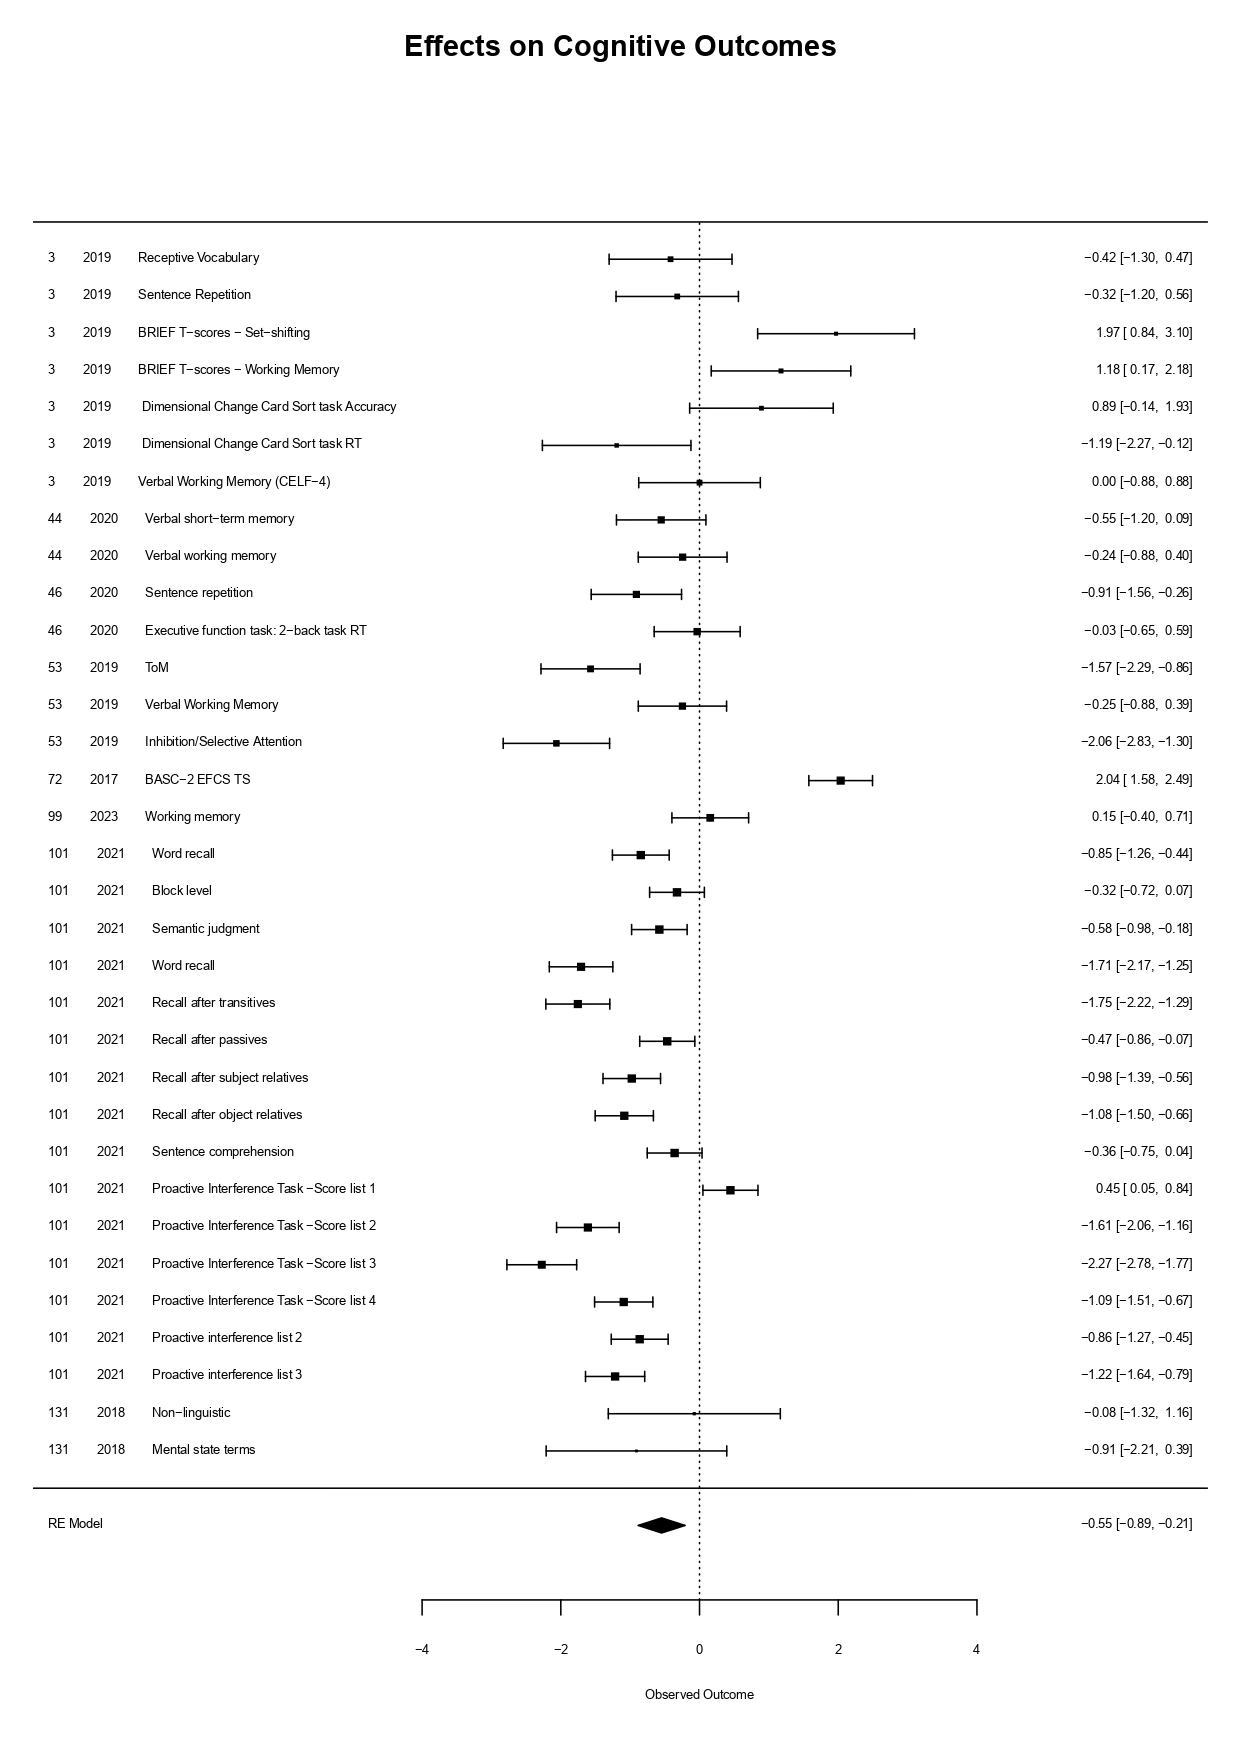 Effects on Cognitive Outcomes
3 2019 Receptive Vocabulary −0.42 [−1.30, 0.47]
3 2019 Sentence Repetition −0.32 [−1.20, 0.56]
3 2019 BRIEF T−scores − Set−shifting 1.97 [ 0.84, 3.10]
3 2019 BRIEF T−scores − Working Memory 1.18 [ 0.17, 2.18]
3 2019 Dimensional Change Card Sort task Accuracy 0.89 [−0.14, 1.93]
3 2019 Dimensional Change Card Sort task RT −1.19 [−2.27, −0.12]
3 2019 Verbal Working Memory (CELF−4) 0.00 [−0.88, 0.88]
44 2020 Verbal short−term memory −0.55 [−1.20, 0.09]
44 2020 Verbal working memory −0.24 [−0.88, 0.40]
46 2020 Sentence repetition −0.91 [−1.56, −0.26]
46 2020 Executive function task: 2−back task RT −0.03 [−0.65, 0.59]
53 2019 ToM −1.57 [−2.29, −0.86]
53 2019 Verbal Working Memory −0.25 [−0.88, 0.39]
53 2019 Inhibition/Selective Attention −2.06 [−2.83, −1.30]
72 2017 BASC−2 EFCS TS 2.04 [ 1.58, 2.49]
99 2023 Working memory 0.15 [−0.40, 0.71]
101 2021 Word recall −0.85 [−1.26, −0.44]
101 2021 Block level −0.32 [−0.72, 0.07]
101 2021 Semantic judgment −0.58 [−0.98, −0.18]
101 2021 Word recall −1.71 [−2.17, −1.25]
101 2021 Recall after transitives −1.75 [−2.22, −1.29]
101 2021 Recall after passives −0.47 [−0.86, −0.07]
101 2021 Recall after subject relatives −0.98 [−1.39, −0.56]
101 2021 Recall after object relatives −1.08 [−1.50, −0.66]
101 2021 Sentence comprehension −0.36 [−0.75, 0.04]
101 2021 Proactive Interference Task −Score list 1 0.45 [ 0.05, 0.84]
101 2021 Proactive Interference Task −Score list 2 −1.61 [−2.06, −1.16]
101 2021 Proactive Interference Task −Score list 3 −2.27 [−2.78, −1.77]
101 2021 Proactive Interference Task −Score list 4 −1.09 [−1.51, −0.67]
101 2021 Proactive interference list 2 −0.86 [−1.27, −0.45]
101 2021 Proactive interference list 3 −1.22 [−1.64, −0.79]
131 2018 Non−linguistic −0.08 [−1.32, 1.16]
131 2018 Mental state terms −0.91 [−2.21, 0.39]
RE Model −0.55 [−0.89, −0.21]
−4 −2 0 2 4
Observed Outcome